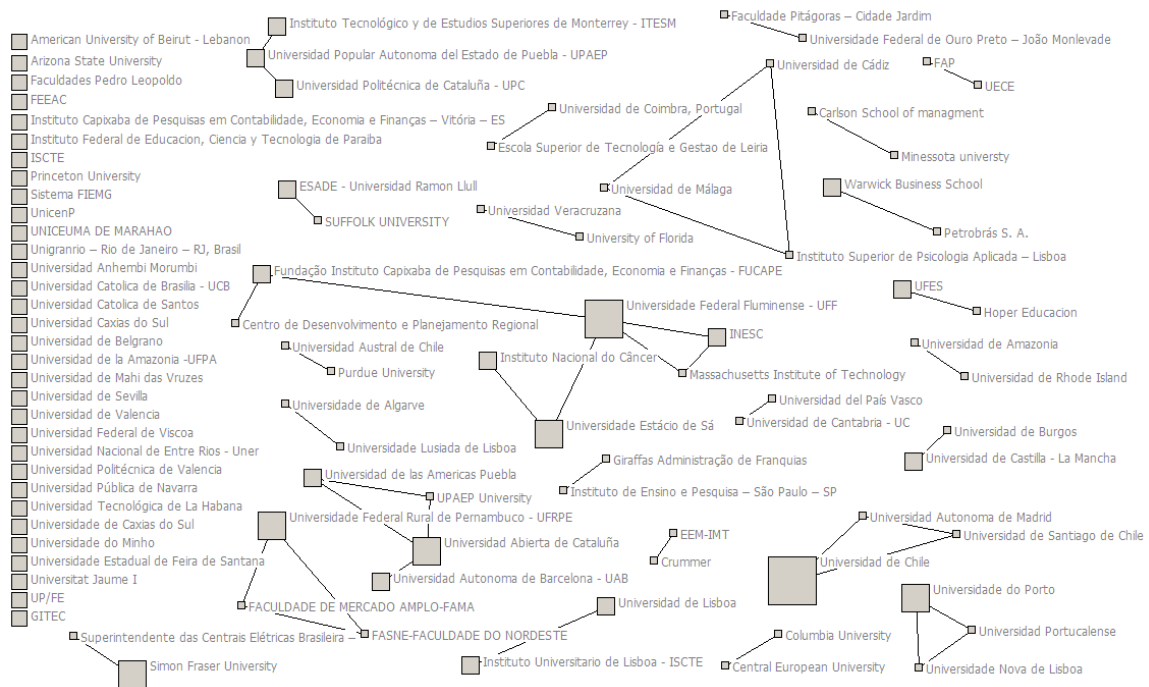 American University of Beirut - Lebanon
Arizona State University
Faculdades Pedro Leopoldo
FEEAC
Instituto Capixaba de Pesquisas em Contabilidade, Economia e Finanças – Vitória – ES
Instituto Federal de Educacion, Ciencia y Tecnologia de Paraiba
ISCTE
Princeton University
Sistema FIEMG
UnicenP
UNICEUMA DE MARAHAO
Unigranrio – Rio de Janeiro – RJ, Brasil
Universidad Anhembi Morumbi
Universidad Catolica de Brasilia - UCB
Universidad Catolica de Santos
Universidad Caxias do Sul
Universidad de Belgrano
Universidad de la Amazonia -UFPA
Universidad de Mahi das Vruzes
Universidad de Sevilla
Universidad de Valencia
Universidad Federal de Viscoa
Universidad Nacional de Entre Rios - Uner
Universidad Politécnica de Valencia
Universidad Pública de Navarra
Universidad Tecnológica de La Habana
Universidade de Caxias do Sul
Universidade do Minho
Universidade Estadual de Feira de Santana
Universitat Jaume I
UP/FE
GITEC
Superintendente das Centrais Elétricas Brasileira –
Simon Fraser University
Instituto Tecnológico y de Estudios Superiores de Monterrey - ITESM
Universidad Popular Autonoma del Estado de Puebla - UPAEP
Universidad Politécnica de Cataluña - UPC
Universidad de Coimbra, Portugal
Escola Superior de Tecnologia e Gestao de Leiria
ESADE - Universidad Ramon Llull
SUFFOLK UNIVERSITY
Universidad Veracruzana
University of Florida
Faculdade Pitágoras – Cidade Jardim
Universidade Federal de Ouro Preto – João Monlevade
Universidad de Cádiz
Universidad de Málaga
Instituto Superior de Psicologia Aplicada – Lisboa
FAP
UECE
Carlson School of managment
Minessota universty
Warwick Business School
Petrobrás S. A.
Fundação Instituto Capixaba de Pesquisas em Contabilidade, Economia e Finanças - FUCAPE
Centro de Desenvolvimento e Planejamento Regional
Universidade Federal Fluminense - UFF
INESC
Instituto Nacional do Câncer
Massachusetts Institute of Technology
Universidade Estácio de Sá
UFES
Hoper Educacion
Universidad de Amazonia
Universidad de Rhode Island
Universidad Austral de Chile
Purdue University
Universidade de Algarve
Universidade Lusiada de Lisboa
Universidad del País Vasco
Universidad de Cantabria - UC
Universidad de Burgos
Universidad de Castilla - La Mancha
Giraffas Administração de Franquias
Instituto de Ensino e Pesquisa – São Paulo – SP
Universidad de las Americas Puebla
UPAEP University
Universidad Abierta de Cataluña
Universidad Autonoma de Barcelona - UAB
Universidade Federal Rural de Pernambuco - UFRPE
FACULDADE DE MERCADO AMPLO-FAMA
FASNE-FACULDADE DO NORDESTE
EEM-IMT
Crummer
Universidad Autonoma de Madrid
Universidad de Santiago de Chile
Universidad de Chile
Universidade do Porto
Universidad Portucalense
Universidade Nova de Lisboa
Universidad de Lisboa
Instituto Universitario de Lisboa - ISCTE
Columbia University
Central European University